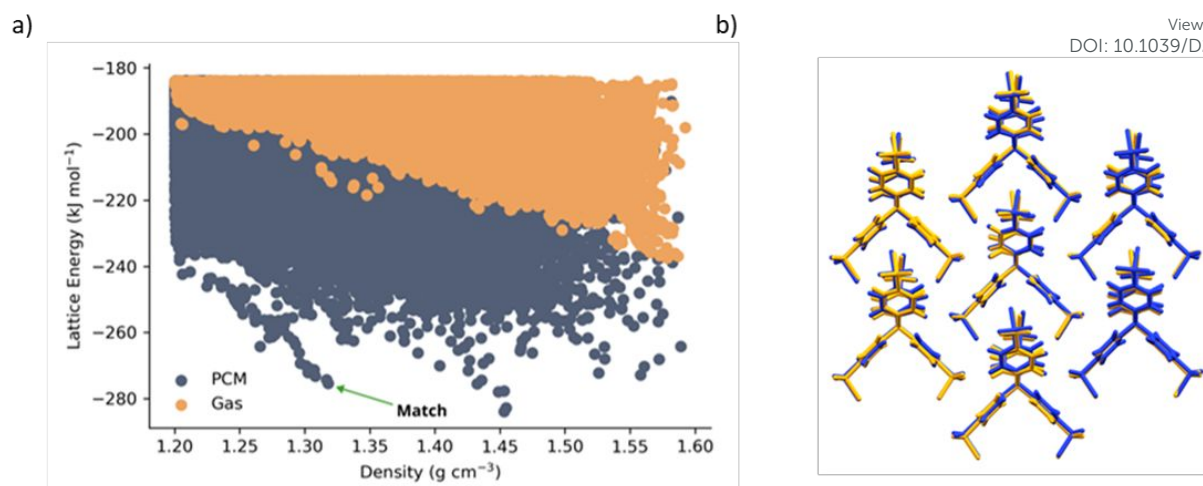 a)
b)
View
DOI: 10.1039/D
−180
−200
−220
−240
−260
−280
Lattice Energy (kJ mol⁻¹)
PCM
Gas
Match
1.20 1.25 1.30 1.35 1.40 1.45 1.50 1.55 1.60
Density (g cm⁻³)